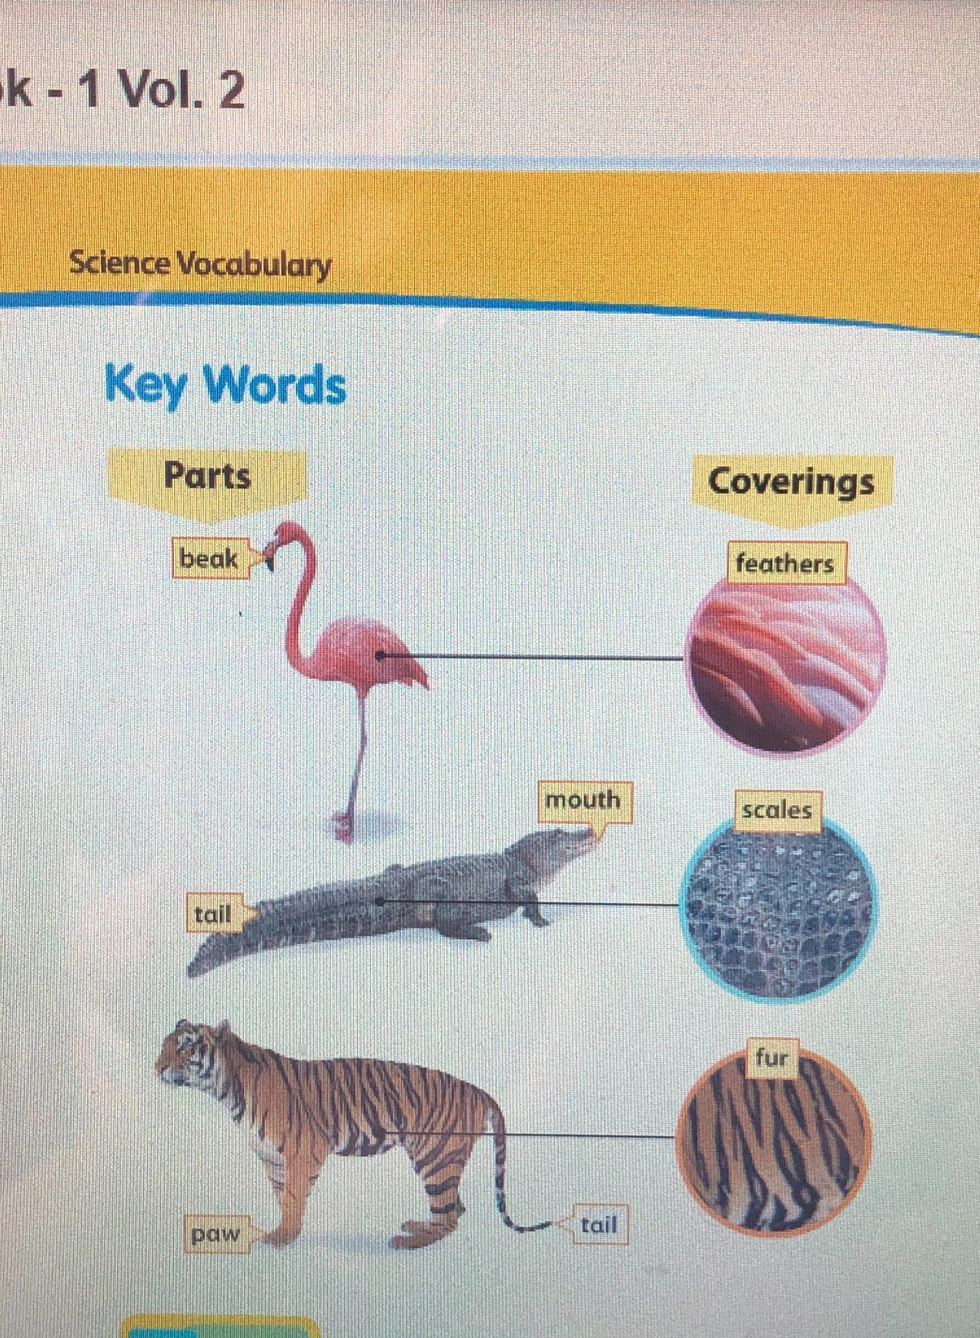 k - 1 Vol. 2
Science Vocabulary
Key Words
Parts
Coverings
beak
feathers
mouth
scales
tail
fur
paw
tail